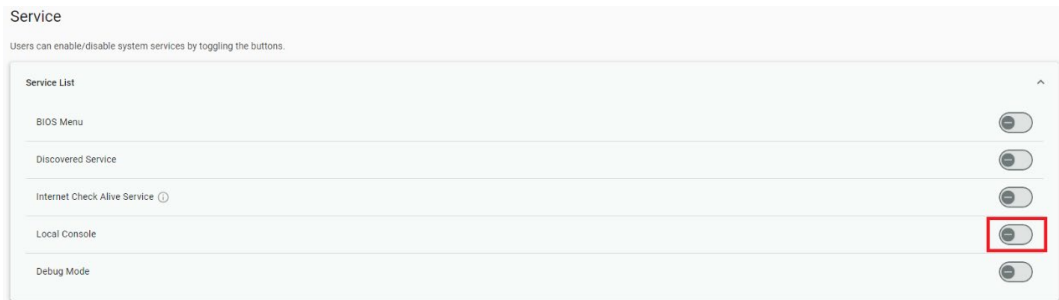 Service
Users can enable/disable system services by toggling the buttons.
Service List
BIOS Menu
Discovered Service
Internet Check Alive Service
Local Console
Debug Mode